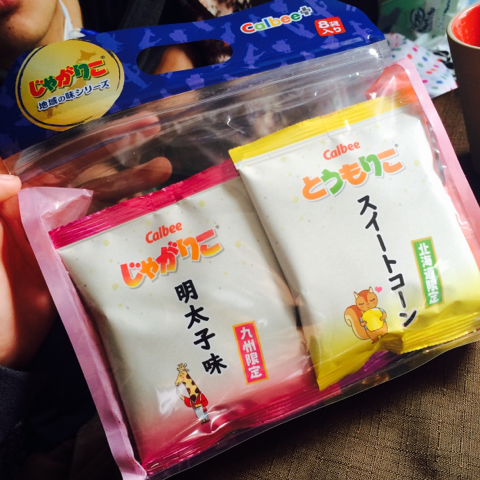 Calbee+
8袋
入り
じゃがりこ
地域の味シリーズ
Calbee
じゃがりこ
明太子味
九州限定
Calbee
とうもりこ
スイートコーン
北海道限定